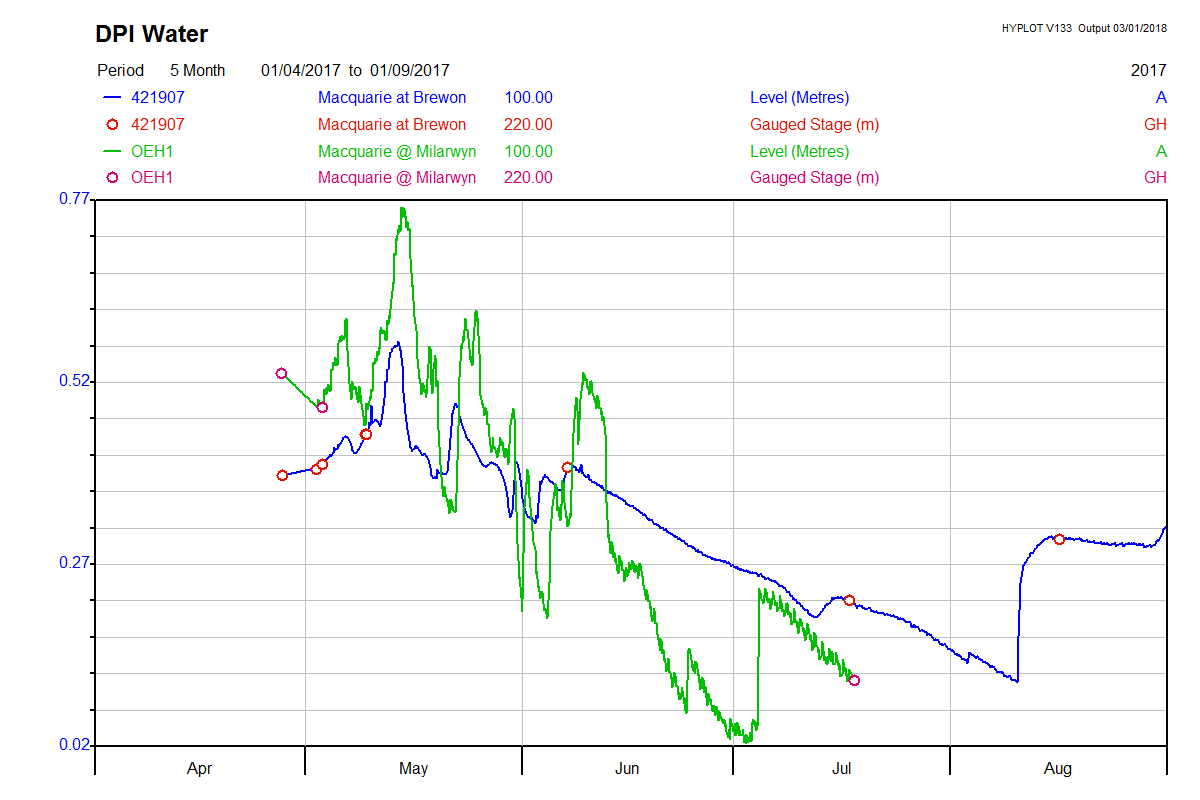 DPI Water
HYPLOT V133 Output 03/01/2018
Period 5 Month 01/04/2017 to 01/09/2017 2017
421907 Macquarie at Brewon 100.00 Level (Metres) A
421907 Macquarie at Brewon 220.00 Gauged Stage (m) GH
OEH1 Macquarie @ Milarwyn 100.00 Level (Metres) A
OEH1 Macquarie @ Milarwyn 220.00 Gauged Stage (m) GH
0.77
0.52
0.27
0.02
Apr May Jun Jul Aug